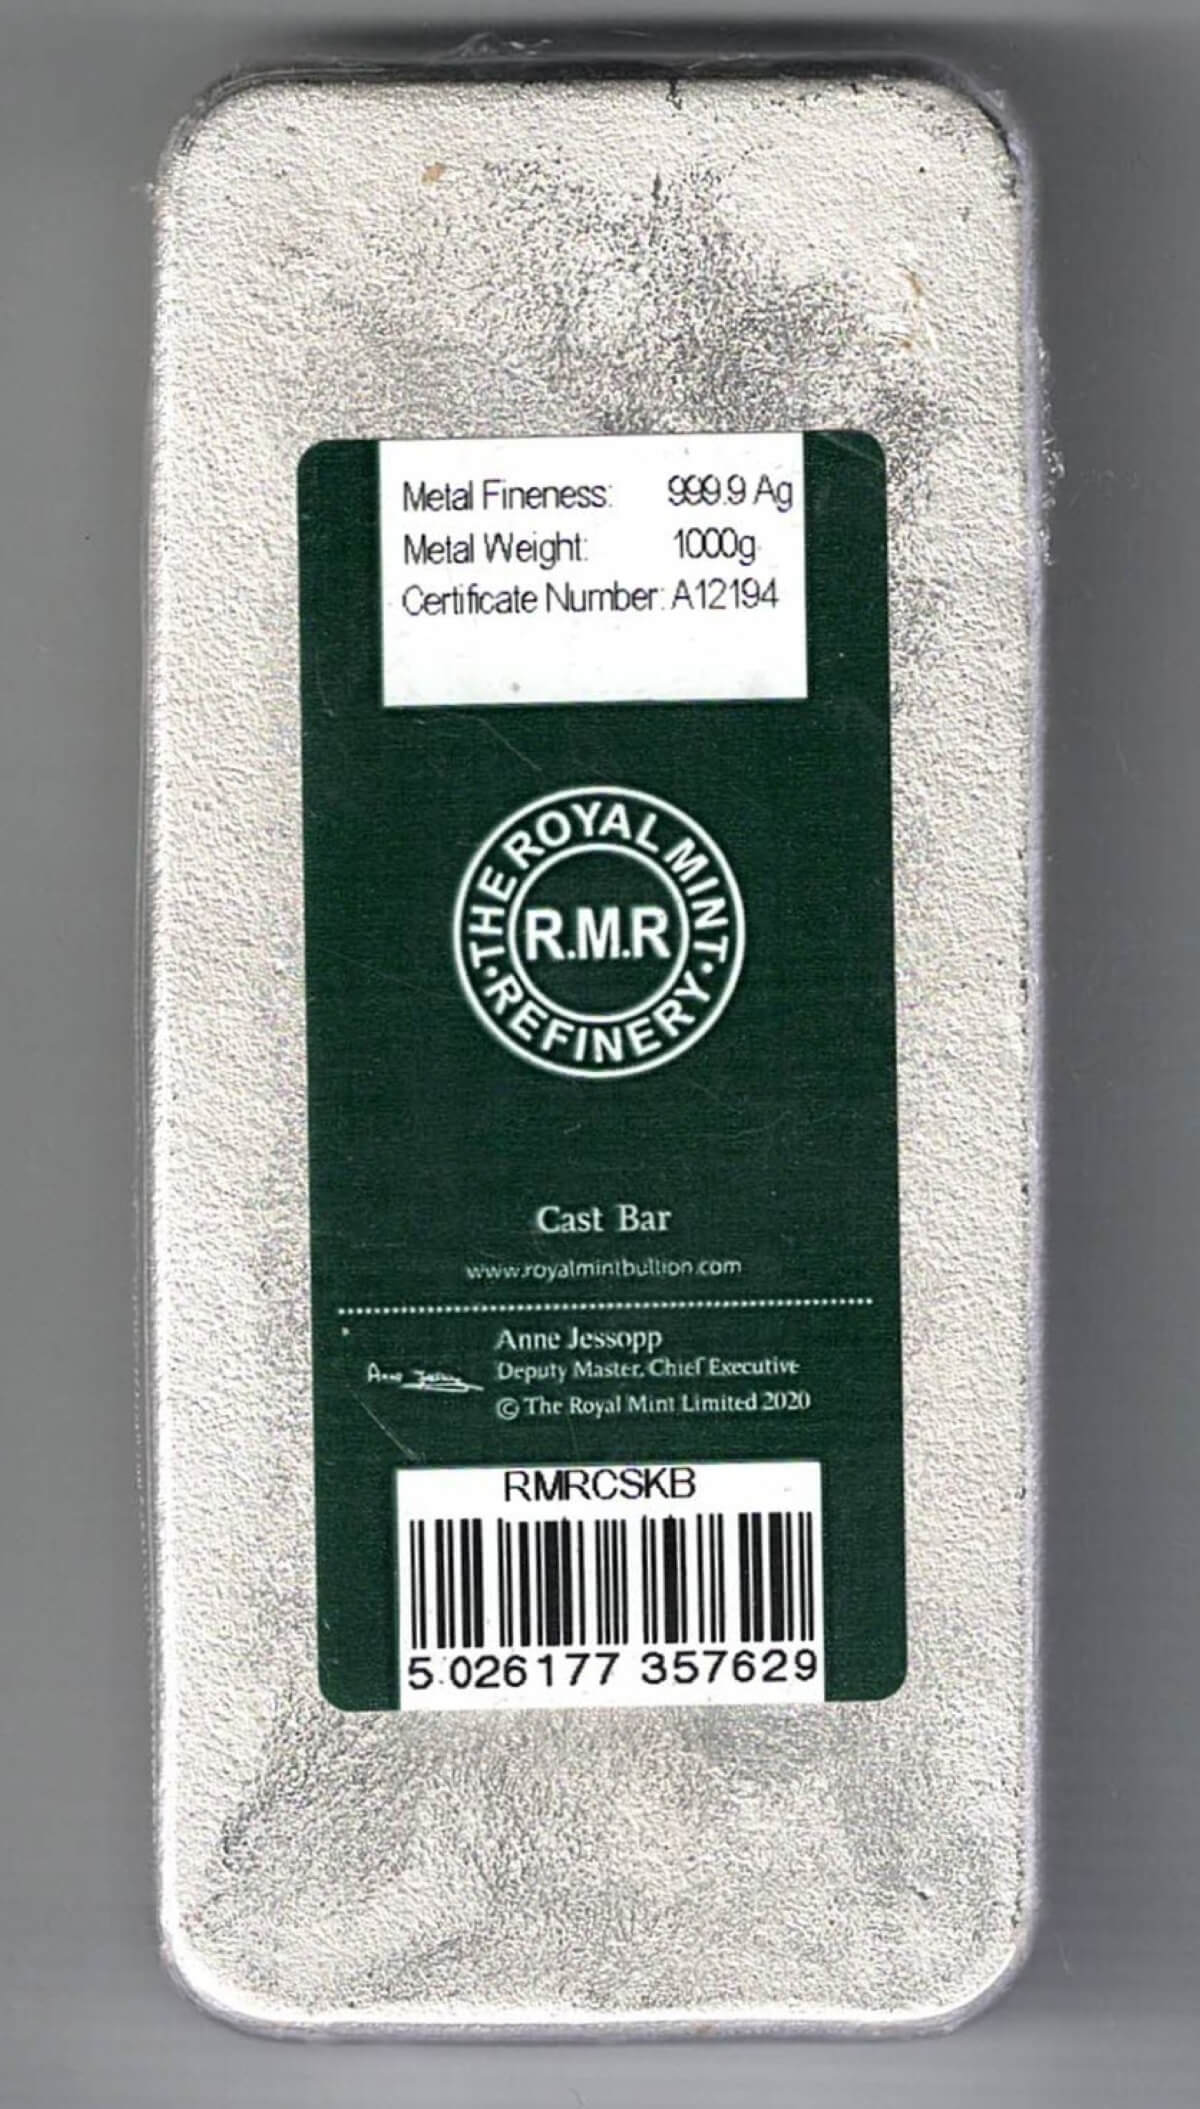 Metal Fineness: 999.9 Ag
Metal Weight: 1000g
Certificate Number: A12194
THE ROYAL MINT
R.M.R
REFINERY
Cast Bar
www.royalmintbullion.com
Anne Jessopp
Deputy Master, Chief Executive
© The Royal Mint Limited 2020
RMRCSKB
5 026177 357629